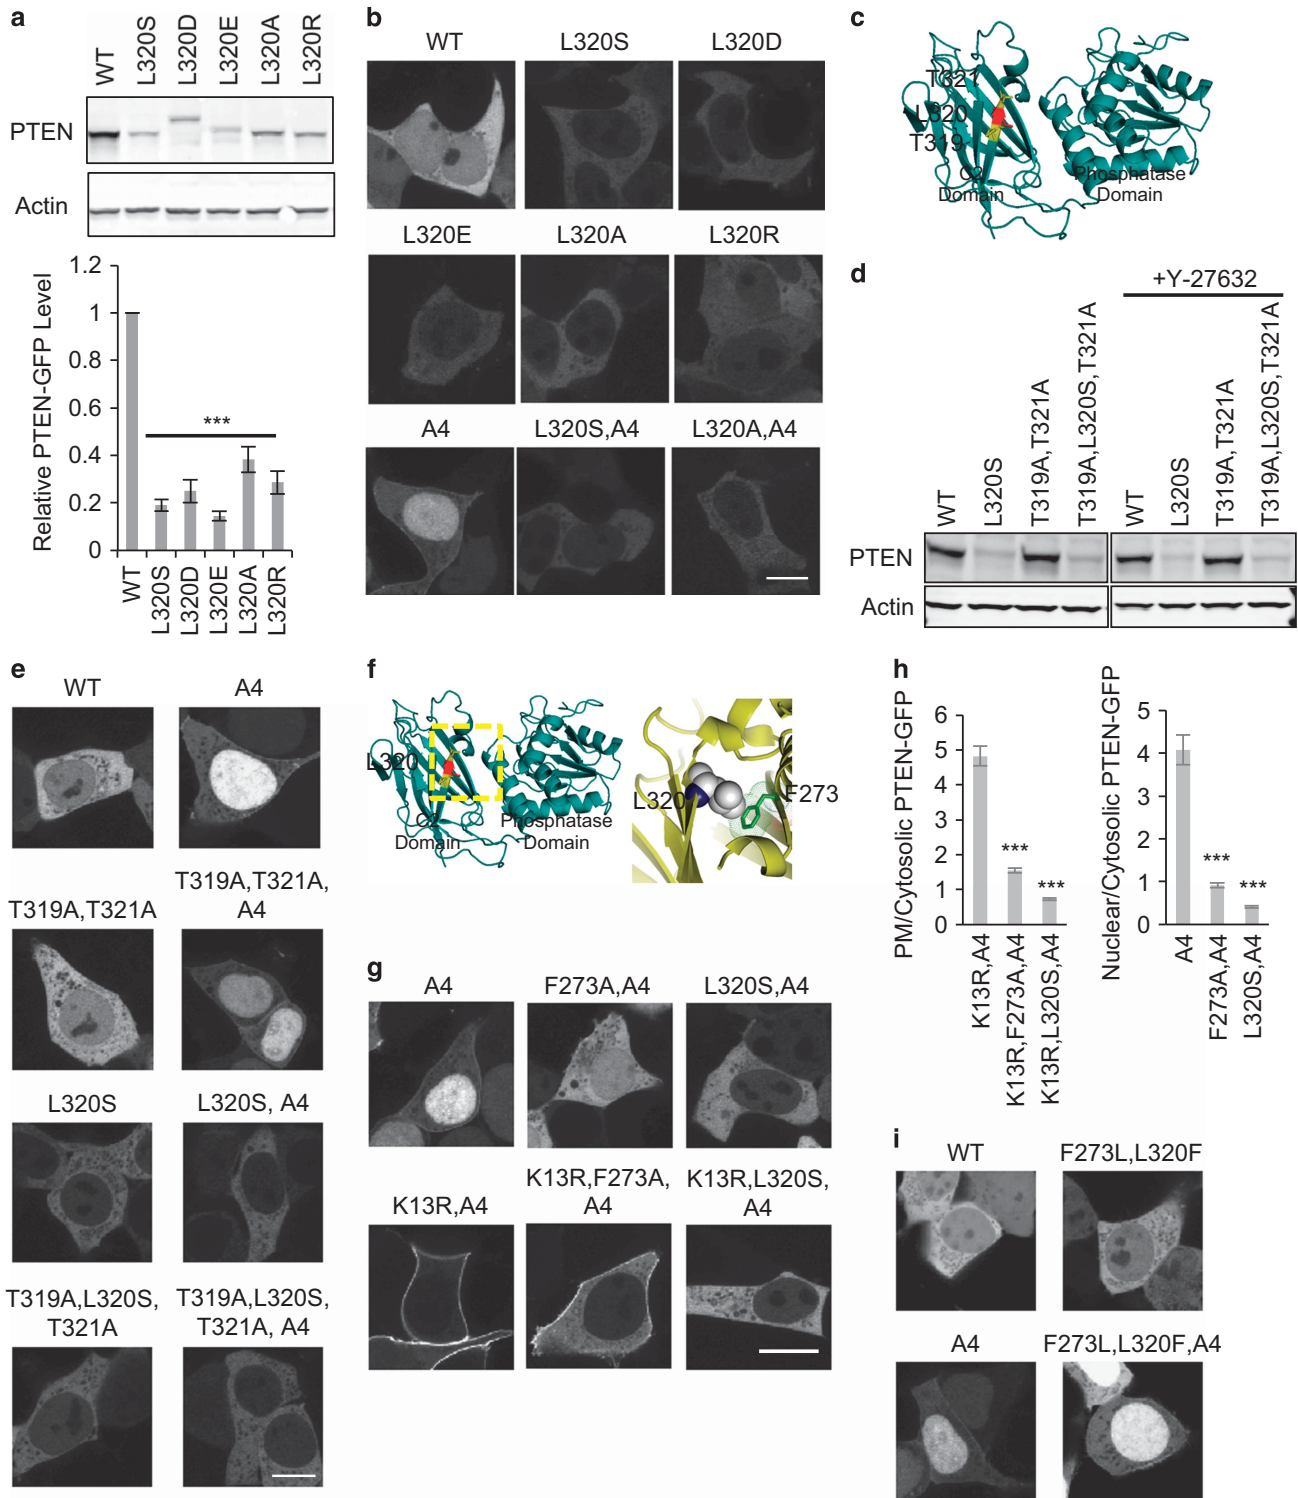 a
WT
L320S
L320D
L320E
L320A
L320R
PTEN
Actin
Relative PTEN-GFP Level
1.2
1
0.8
0.6
0.4
0.2
0
***
WT
L320S
L320D
L320E
L320A
L320R
b
WT
L320S
L320D
L320E
L320A
L320R
A4
L320S,A4
L320A,A4
c
T321
L320
T319
C2
Domain
Phosphatase
Domain
d
+Y-27632
WT
L320S
T319A,T321A
T319A,L320S,T321A
WT
L320S
T319A,T321A
T319A,L320S,T321A
PTEN
Actin
e
WT
A4
T319A,T321A
T319A,T321A,
A4
L320S
L320S, A4
T319A,L320S,
T321A
T319A,L320S,
T321A, A4
f
L320
C2
Domain
Phosphatase
Domain
L320
F273
g
A4
F273A,A4
L320S,A4
K13R,A4
K13R,F273A,
A4
K13R,L320S,
A4
h
PM/Cytosolic PTEN-GFP
6
5
4
3
2
1
0
***
***
K13R,A4
K13R,F273A,A4
K13R,L320S,A4
Nuclear/Cytosolic PTEN-GFP
5
4
3
2
1
0
***
***
A4
F273A,A4
L320S,A4
i
WT
F273L,L320F
A4
F273L,L320F,A4